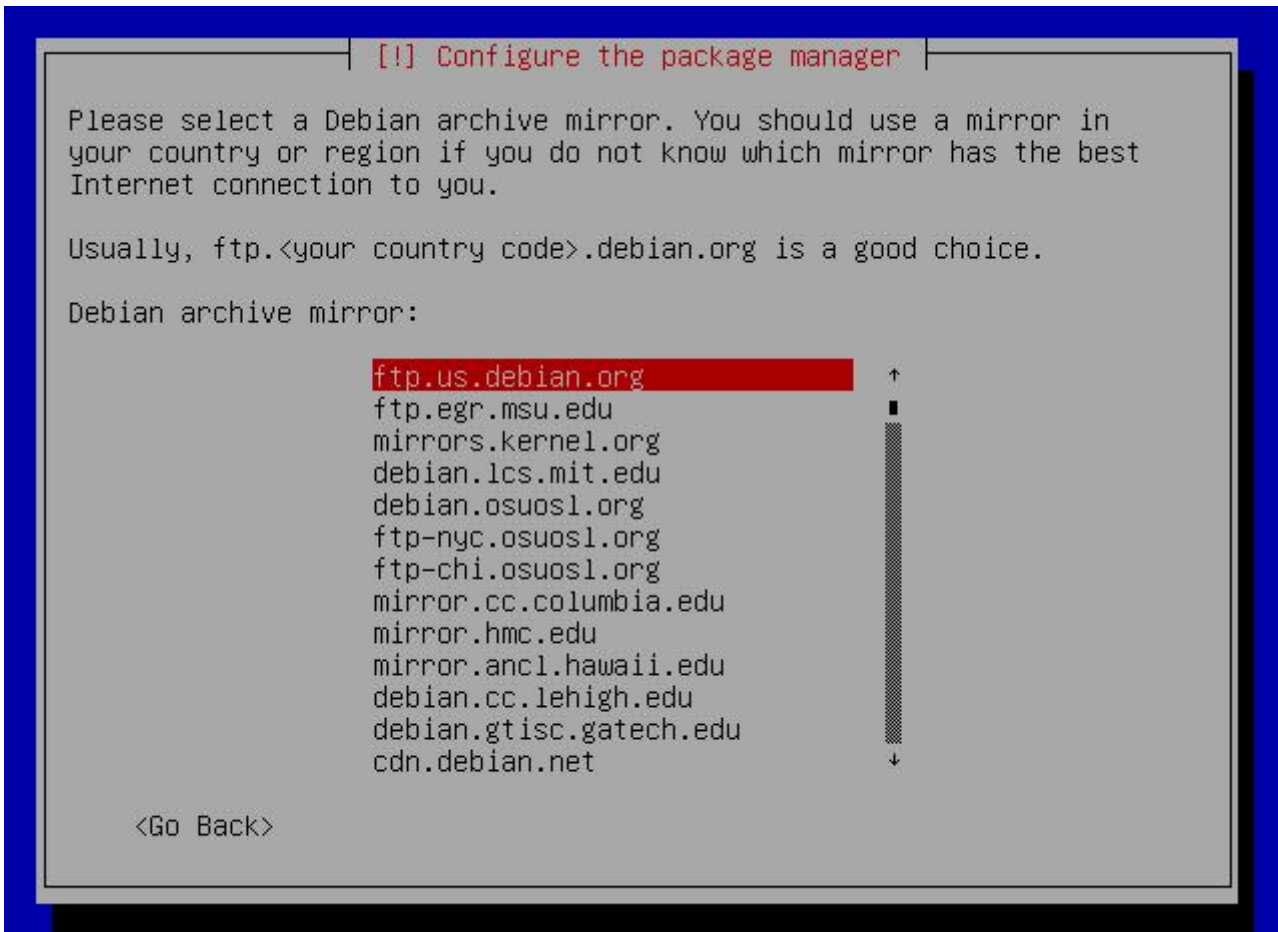 [!] Configure the package manager
Please select a Debian archive mirror. You should use a mirror in
your country or region if you do not know which mirror has the best
Internet connection to you.
Usually, ftp.<your country code>.debian.org is a good choice.
Debian archive mirror:
ftp.us.debian.org
ftp.egr.msu.edu
mirrors.kernel.org
debian.lcs.mit.edu
debian.osuosl.org
ftp-nyc.osuosl.org
ftp-chi.osuosl.org
mirror.cc.columbia.edu
mirror.hmc.edu
mirror.ancl.hawaii.edu
debian.cc.lehigh.edu
debian.gtisc.gatech.edu
cdn.debian.net
<Go Back>